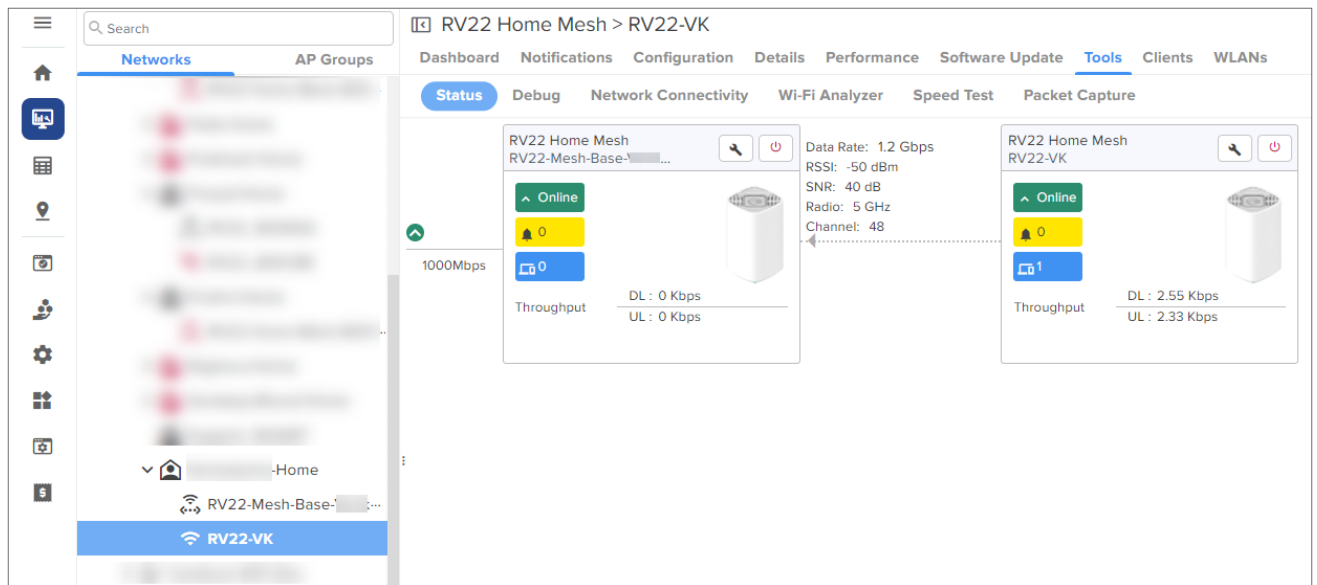 Search
Networks AP Groups
-Home
RV22-Mesh-Base-
RV22-VK
RV22 Home Mesh > RV22-VK
Dashboard Notifications Configuration Details Performance Software Update Tools Clients WLANs
Status Debug Network Connectivity Wi-Fi Analyzer Speed Test Packet Capture
1000Mbps
RV22 Home Mesh
RV22-Mesh-Base-
Online
0
0
Throughput
DL : 0 Kbps
UL : 0 Kbps
Data Rate: 1.2 Gbps
RSSI: -50 dBm
SNR: 40 dB
Radio: 5 GHz
Channel: 48
RV22 Home Mesh
RV22-VK
Online
0
1
Throughput
DL : 2.55 Kbps
UL : 2.33 Kbps